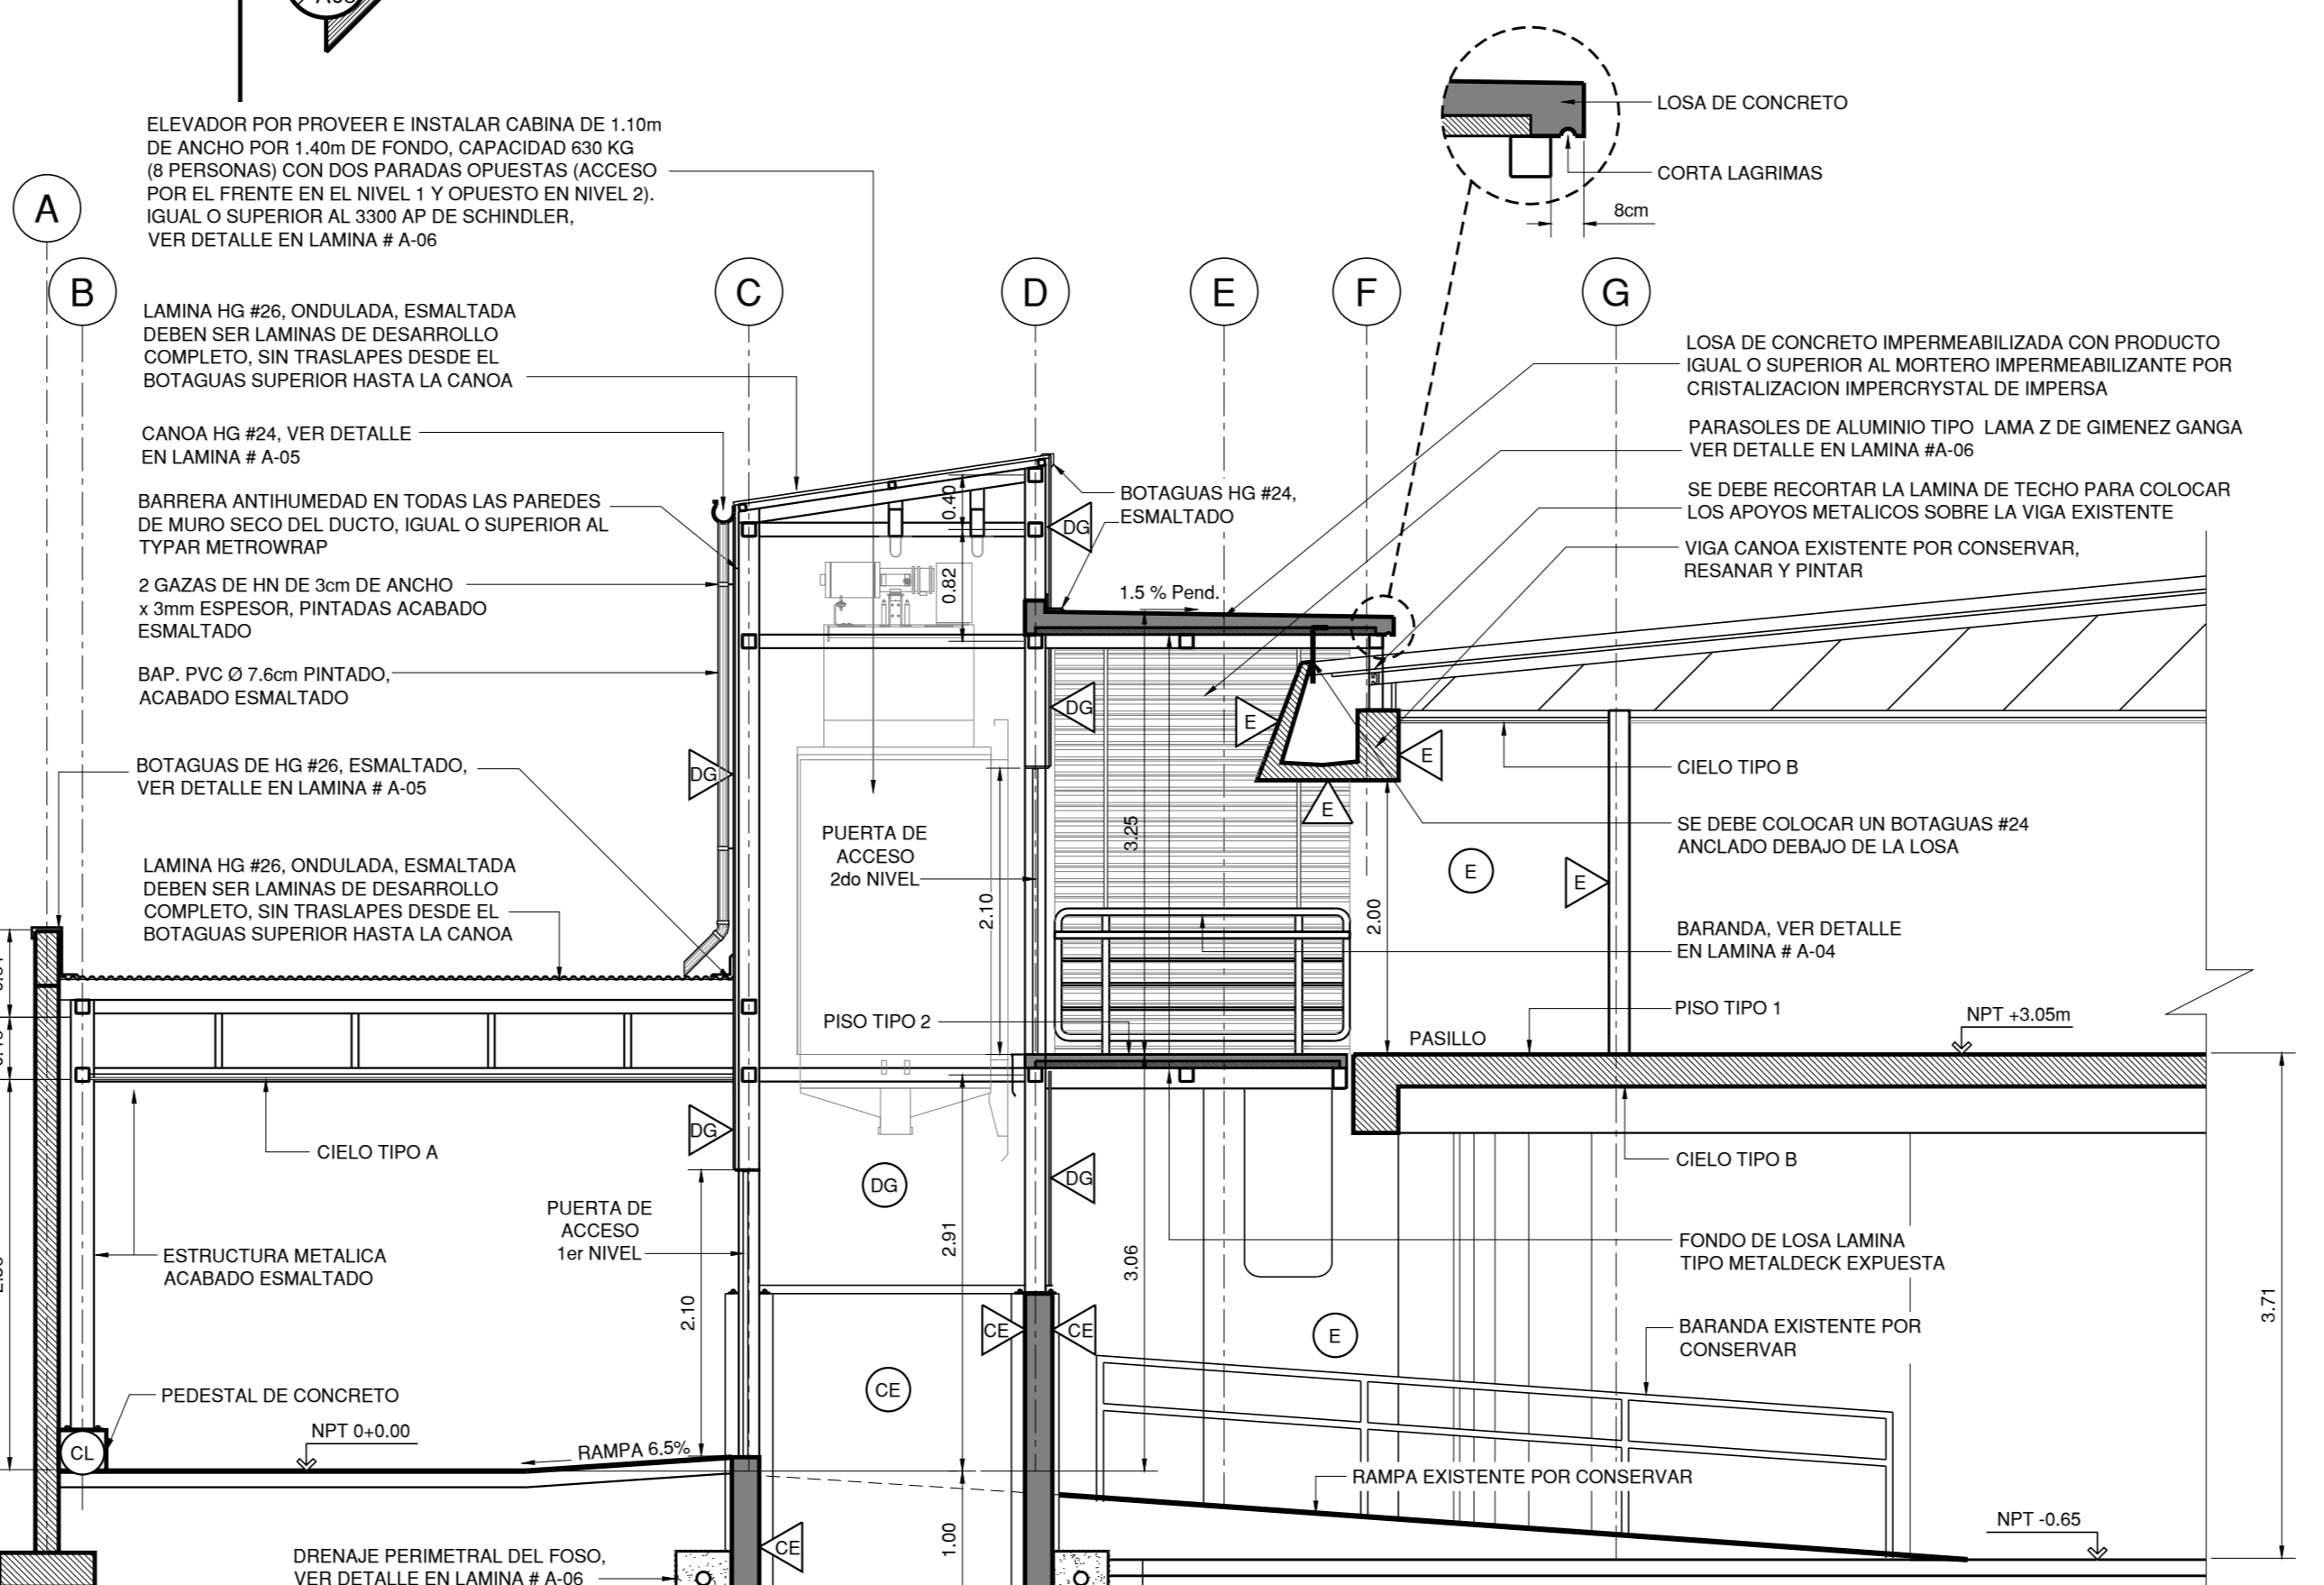 ELEVADOR POR PROVEER E INSTALAR CABINA DE 1.10m
DE ANCHO POR 1.40m DE FONDO, CAPACIDAD 630 KG
(8 PERSONAS) CON DOS PARADAS OPUESTAS (ACCESO
POR EL FRENTE EN EL NIVEL 1 Y OPUESTO EN NIVEL 2).
IGUAL O SUPERIOR AL 3300 AP DE SCHINDLER,
VER DETALLE EN LAMINA # A-06
LOSA DE CONCRETO
CORTA LAGRIMAS
8cm
A
B
C
D
E
F
G
LAMINA HG #26, ONDULADA, ESMALTADA
DEBEN SER LAMINAS DE DESARROLLO
COMPLETO, SIN TRASLAPES DESDE EL
BOTAGUAS SUPERIOR HASTA LA CANOA
CANOA HG #24, VER DETALLE
EN LAMINA # A-05
BARRERA ANTIHUMEDAD EN TODAS LAS PAREDES
DE MURO SECO DEL DUCTO, IGUAL O SUPERIOR AL
TYPAR METROWRAP
2 GAZAS DE HN DE 3cm DE ANCHO
x 3mm ESPESOR, PINTADAS ACABADO
ESMALTADO
BAP. PVC Ø 7.6cm PINTADO,
ACABADO ESMALTADO
BOTAGUAS DE HG #26, ESMALTADO,
VER DETALLE EN LAMINA # A-05
LAMINA HG #26, ONDULADA, ESMALTADA
DEBEN SER LAMINAS DE DESARROLLO
COMPLETO, SIN TRASLAPES DESDE EL
BOTAGUAS SUPERIOR HASTA LA CANOA
LOSA DE CONCRETO IMPERMEABILIZADA CON PRODUCTO
IGUAL O SUPERIOR AL MORTERO IMPERMEABILIZANTE POR
CRISTALIZACION IMPERCRYSTAL DE IMPERSA
PARASOLES DE ALUMINIO TIPO LAMA Z DE GIMENEZ GANGA
VER DETALLE EN LAMINA #A-06
SE DEBE RECORTAR LA LAMINA DE TECHO PARA COLOCAR
LOS APOYOS METALICOS SOBRE LA VIGA EXISTENTE
VIGA CANOA EXISTENTE POR CONSERVAR,
RESANAR Y PINTAR
BOTAGUAS HG #24,
ESMALTADO
0.40
DG
0.82
1.5 % Pend.
DG
E
E
E
DG
PUERTA DE
ACCESO
2do NIVEL
2.10
3.25
2.00
E
E
CIELO TIPO B
SE DEBE COLOCAR UN BOTAGUAS #24
ANCLADO DEBAJO DE LA LOSA
BARANDA, VER DETALLE
EN LAMINA # A-04
PISO TIPO 1
NPT +3.05m
PASILLO
PISO TIPO 2
CIELO TIPO A
DG
DG
DG
CIELO TIPO B
ESTRUCTURA METALICA
ACABADO ESMALTADO
PUERTA DE
ACCESO
1er NIVEL
2.10
2.91
3.06
FONDO DE LOSA LAMINA
TIPO METALDECK EXPUESTA
3.71
CE
CE
E
CE
BARANDA EXISTENTE POR
CONSERVAR
PEDESTAL DE CONCRETO
CL
NPT 0+0.00
RAMPA 6.5%
RAMPA EXISTENTE POR CONSERVAR
1.00
CE
NPT -0.65
DRENAJE PERIMETRAL DEL FOSO,
VER DETALLE EN LAMINA # A-06